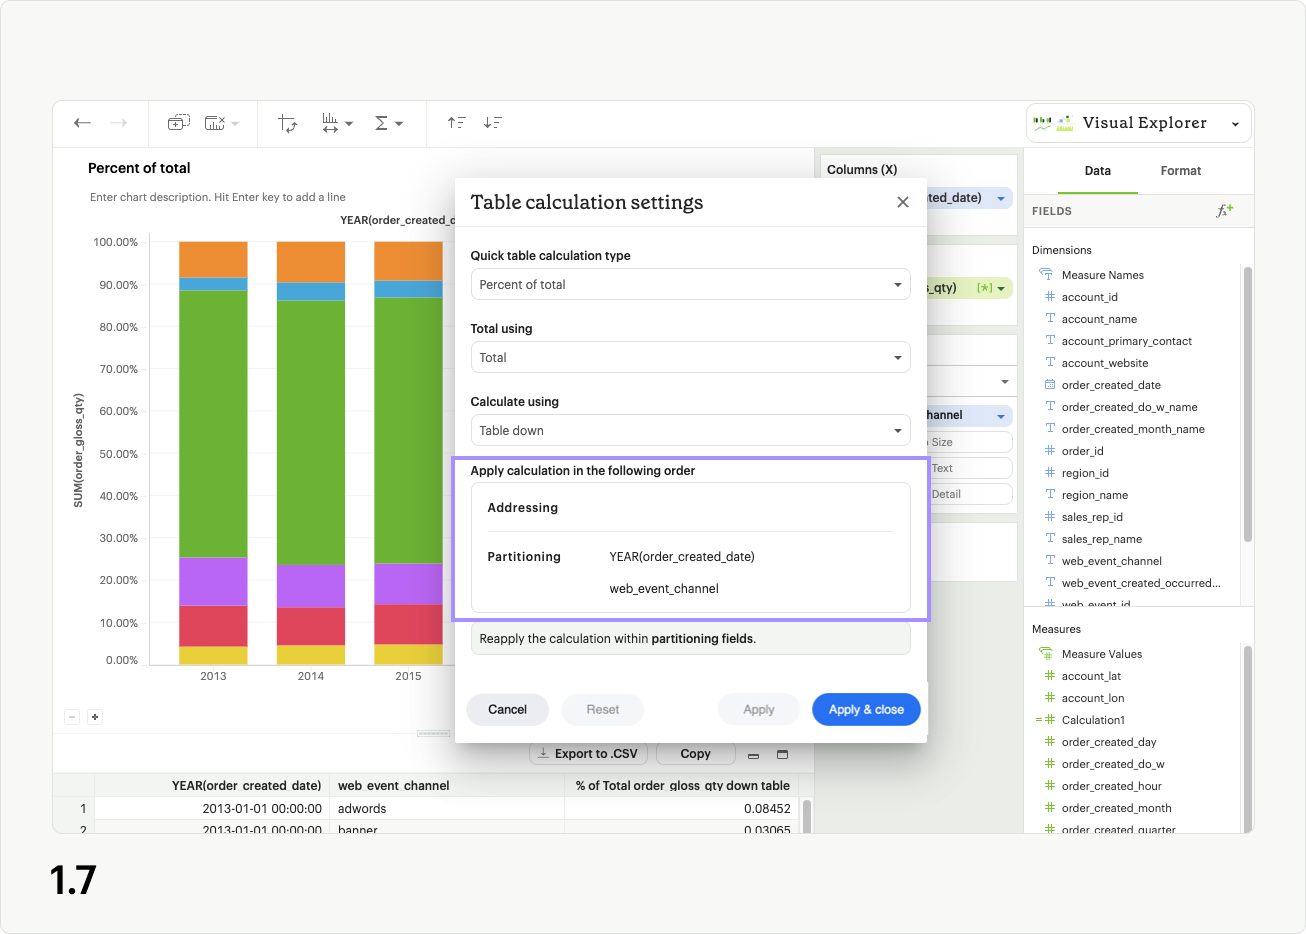 Visual Explorer
Percent of total
Enter chart description. Hit Enter key to add a line
YEAR(order_created_d
100.00%
90.00%
80.00%
70.00%
60.00%
50.00%
40.00%
30.00%
20.00%
10.00%
0.00%
SUM(order_gloss_qty)
2013
2014
2015
Table calculation settings
Quick table calculation type
Percent of total
Total using
Total
Calculate using
Table down
Apply calculation in the following order
Addressing
Partitioning
YEAR(order_created_date)
web_event_channel
Reapply the calculation within partitioning fields.
Cancel
Reset
Apply
Apply & close
Columns (X)
ted_date)
s_qty)
[*]
hannel
Size
Text
Detail
Data
Format
FIELDS
Dimensions
Measure Names
account_id
account_name
account_primary_contact
account_website
order_created_date
order_created_do_w_name
order_created_month_name
order_id
region_id
region_name
sales_rep_id
sales_rep_name
web_event_channel
web_event_created_occurred...
web_event_id
Measures
Measure Values
account_lat
account_lon
Calculation1
order_created_day
order_created_do_w
order_created_hour
order_created_month
order_created_quarter
Export to .CSV
Copy
YEAR(order_created_date)
web_event_channel
% of Total order_gloss_qty down table
1
2013-01-01 00:00:00
adwords
0.08452
2
2013-01-01 00:00:00
banner
0.03065
1.7